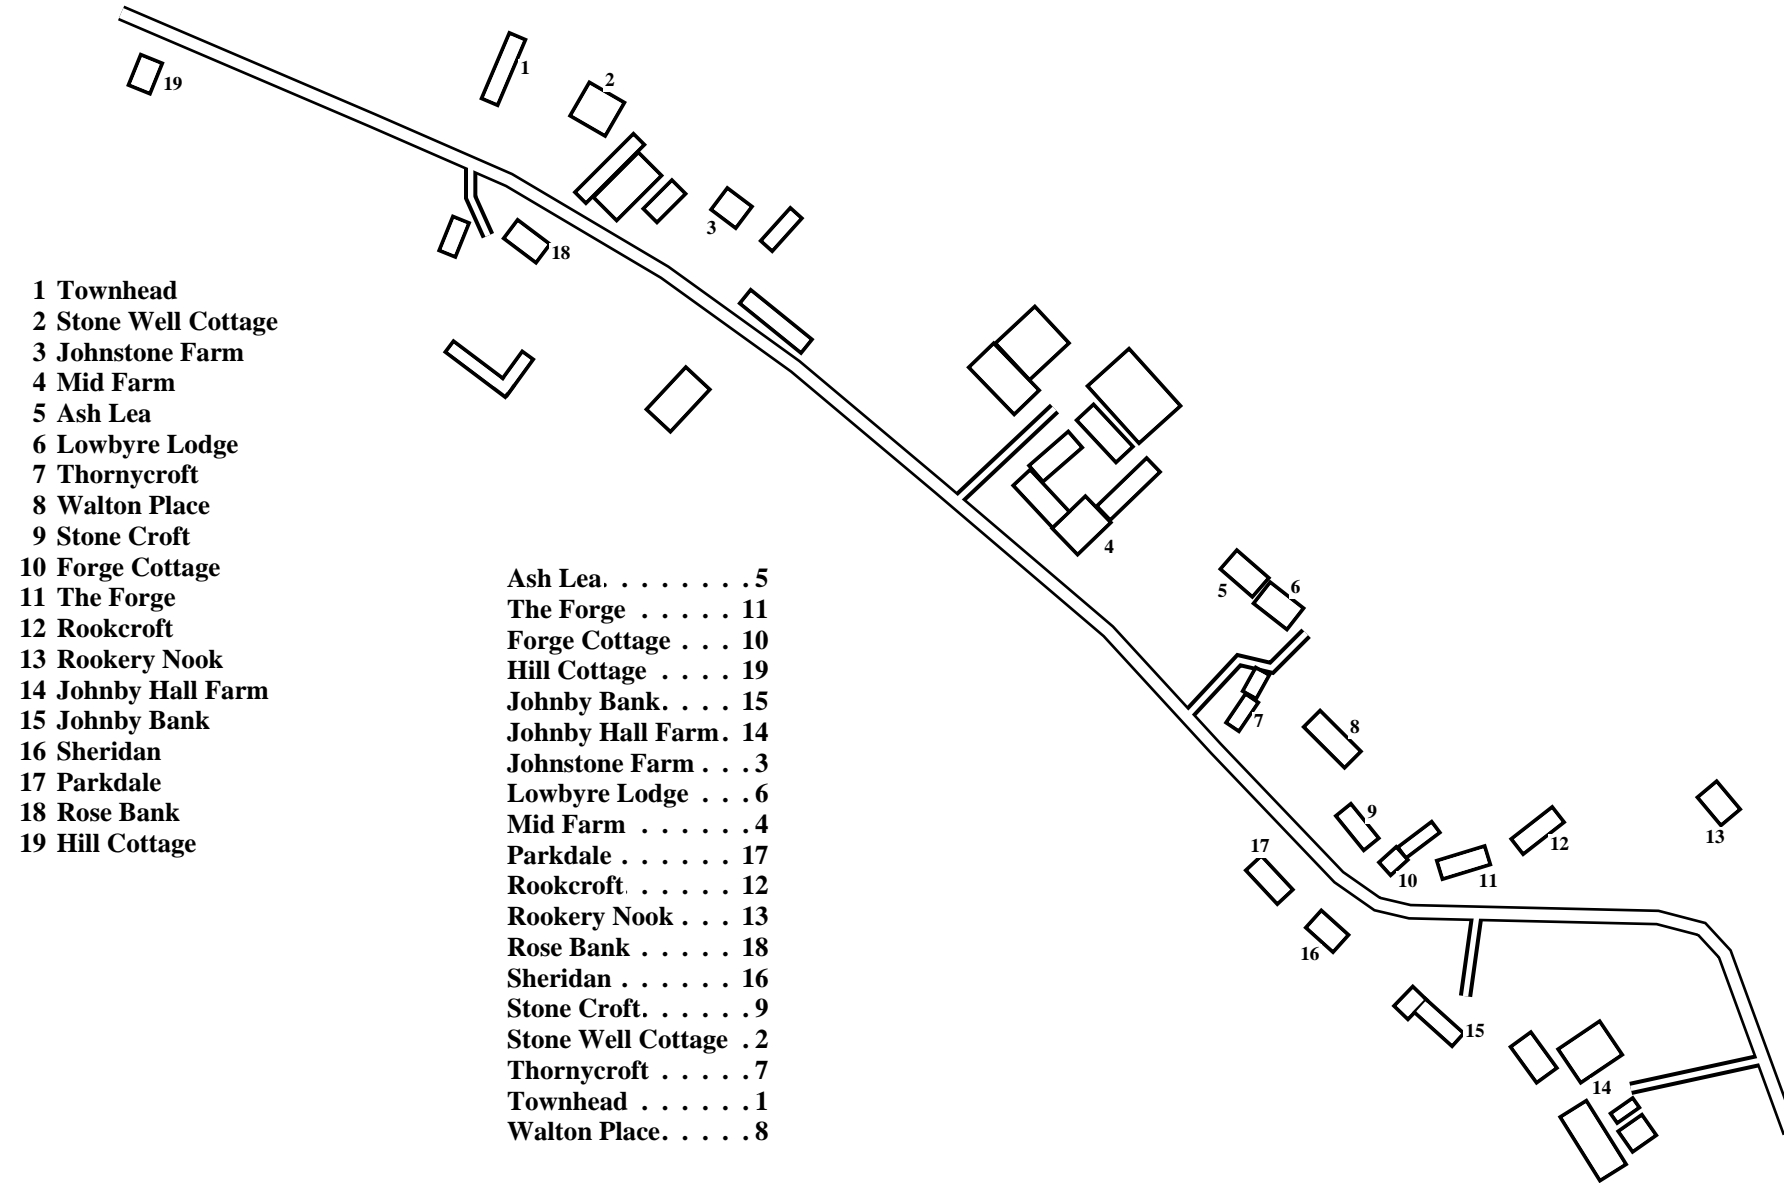 1
2
19
3
18
1 Townhead
2 Stone Well Cottage
3 Johnstone Farm
4 Mid Farm
5 Ash Lea
6 Lowbyre Lodge
7 Thornycroft
8 Walton Place
9 Stone Croft
10 Forge Cottage
11 The Forge
12 Rookcroft
13 Rookery Nook
14 Johnby Hall Farm
15 Johnby Bank
16 Sheridan
17 Parkdale
18 Rose Bank
19 Hill Cottage
Ash Lea. . . . . . . . 5
The Forge . . . . . 11
Forge Cottage . . . 10
Hill Cottage . . . . 19
Johnby Bank. . . . 15
Johnby Hall Farm. 14
Johnstone Farm . . . 3
Lowbyre Lodge . . . 6
Mid Farm . . . . . . 4
Parkdale . . . . . . 17
Rookcroft. . . . . . 12
Rookery Nook . . . 13
Rose Bank . . . . . 18
Sheridan . . . . . . 16
Stone Croft. . . . . . 9
Stone Well Cottage . 2
Thornycroft . . . . . 7
Townhead . . . . . . 1
Walton Place. . . . . 8
4
5
6
7
8
9
10
11
12
13
17
16
15
14